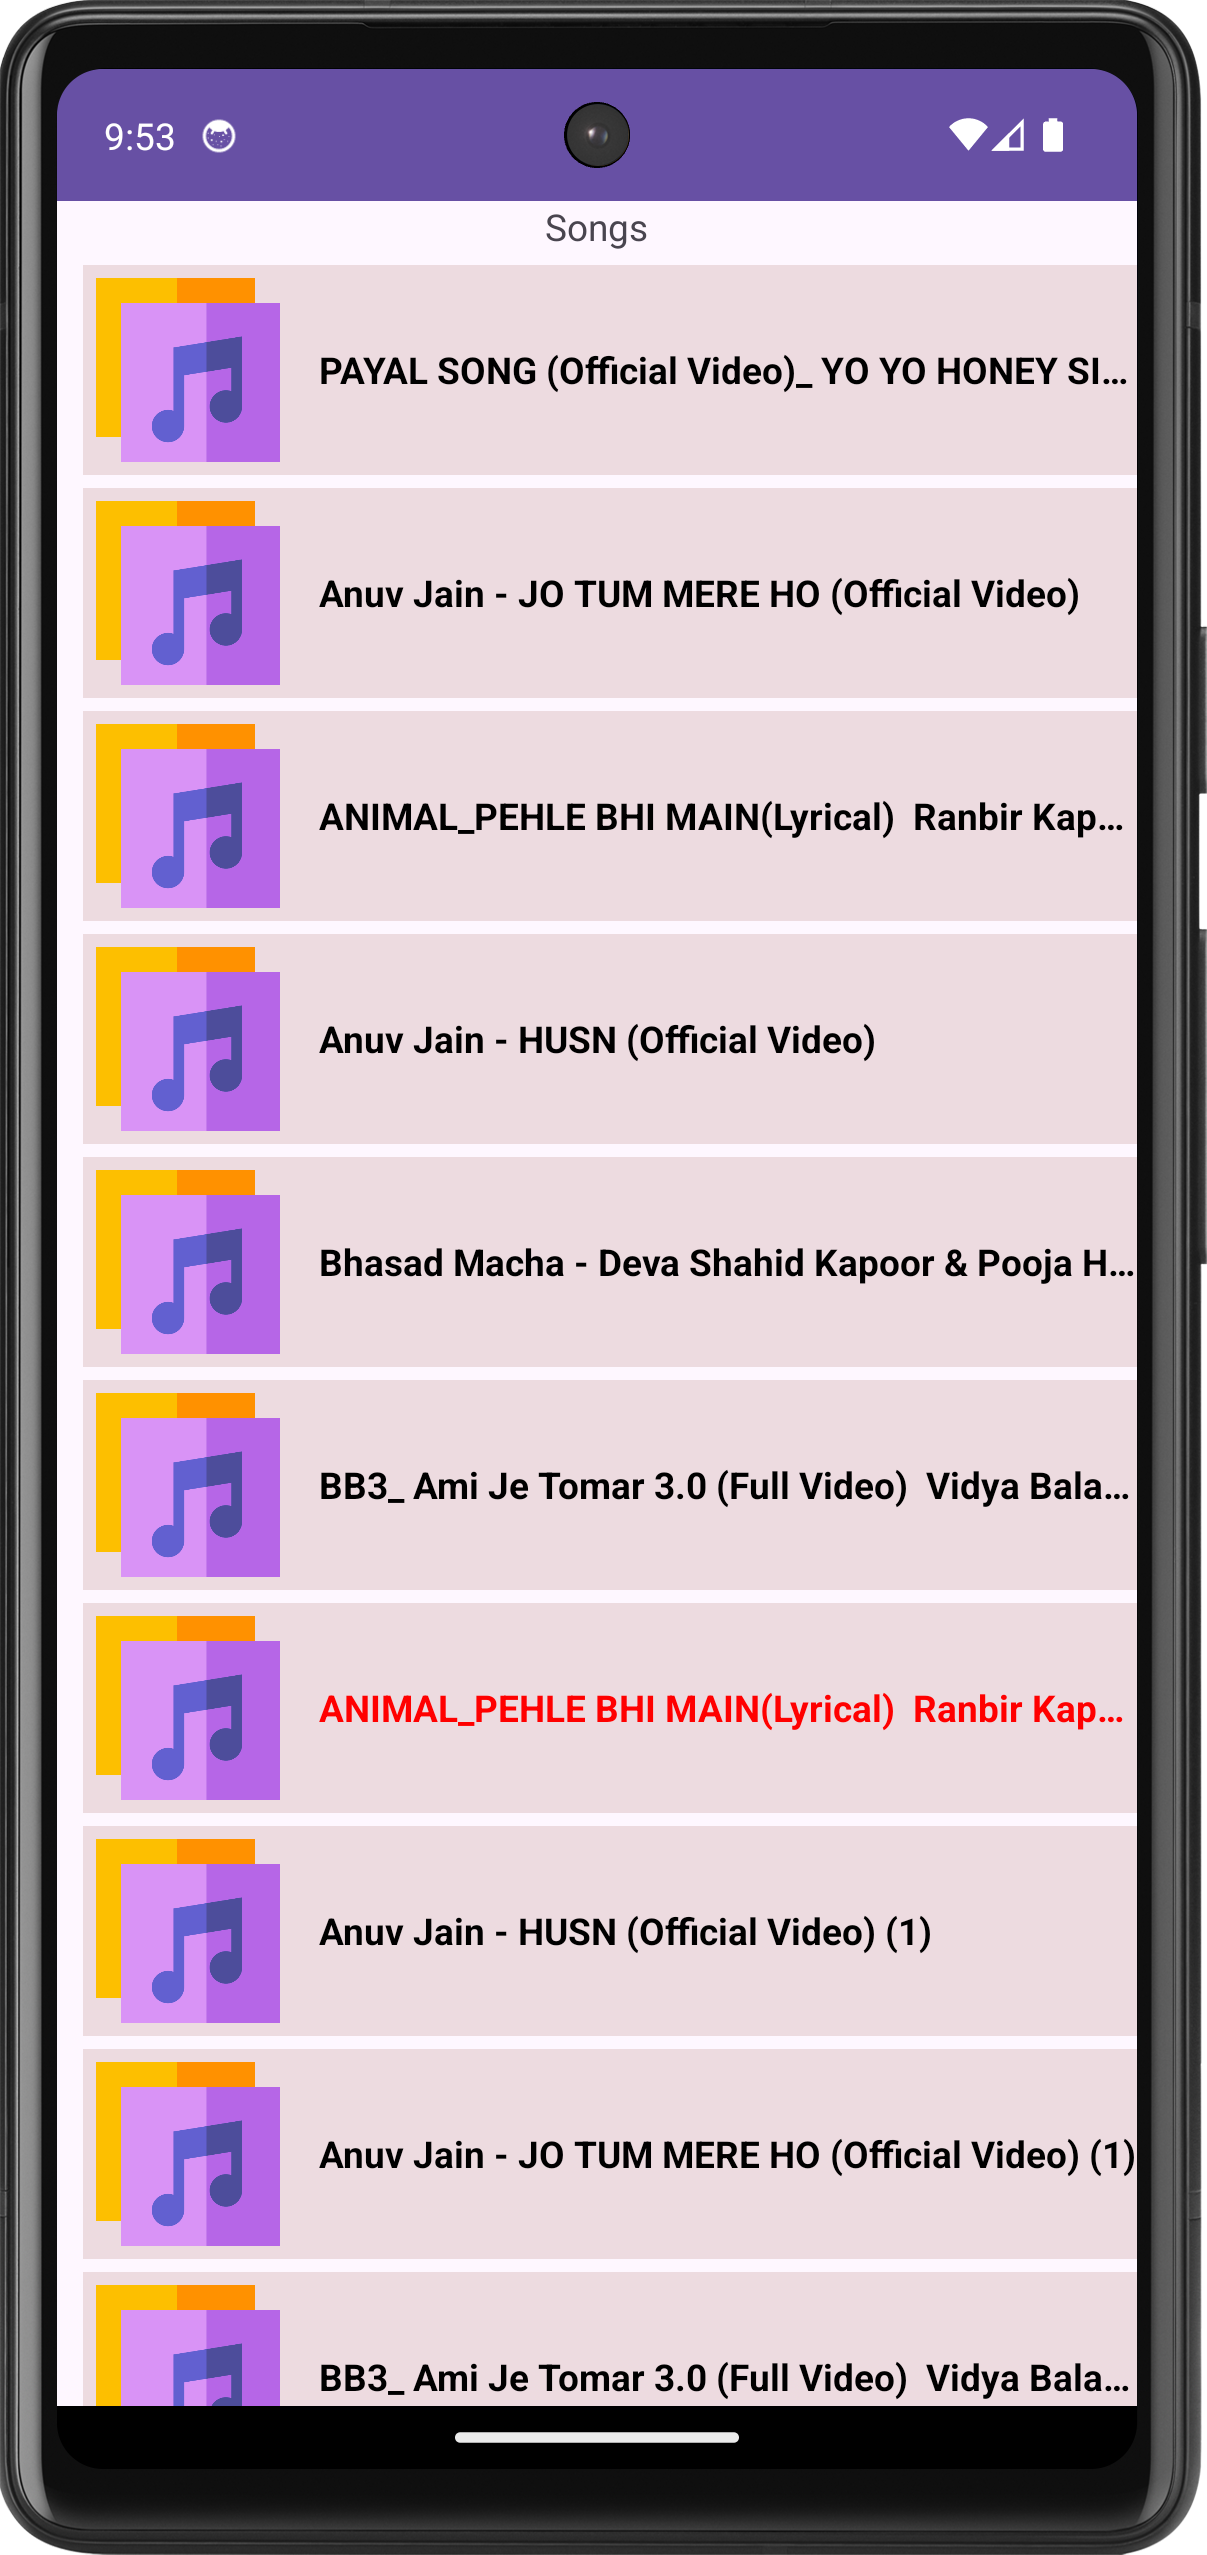 9:53
Songs
PAYAL SONG (Official Video)_ YO YO HONEY SI...
Anuv Jain - JO TUM MERE HO (Official Video)
ANIMAL_PEHLE BHI MAIN(Lyrical)  Ranbir Kap...
Anuv Jain - HUSN (Official Video)
Bhasad Macha - Deva Shahid Kapoor & Pooja H...
BB3_ Ami Je Tomar 3.0 (Full Video)  Vidya Bala...
ANIMAL_PEHLE BHI MAIN(Lyrical)  Ranbir Kap...
Anuv Jain - HUSN (Official Video) (1)
Anuv Jain - JO TUM MERE HO (Official Video) (1)
BB3_ Ami Je Tomar 3.0 (Full Video)  Vidya Bala...